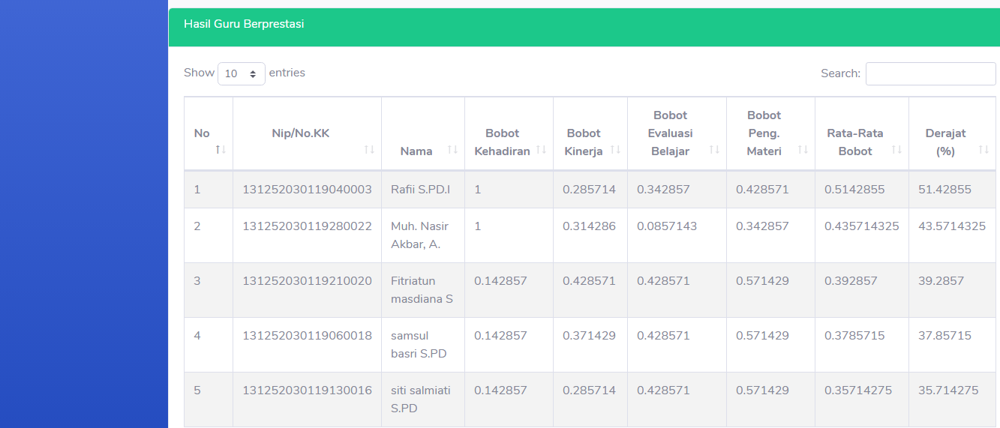 Hasil Guru Berprestasi
Show 10 entries Search:
No Nip/No.KK Nama Bobot Kehadiran Bobot Kinerja Bobot Evaluasi Belajar Bobot Peng. Materi Rata-Rata Bobot Derajat (%)
1 131252030119040003 Rafii S.PD.I 1 0.285714 0.342857 0.428571 0.5142855 51.42855
2 131252030119280022 Muh. Nasir Akbar, A. 1 0.314286 0.0857143 0.342857 0.435714325 43.5714325
3 131252030119210020 Fitriatun masdiana S 0.142857 0.428571 0.428571 0.571429 0.392857 39.2857
4 131252030119060018 samsul basri S.PD 0.142857 0.371429 0.428571 0.571429 0.3785715 37.85715
5 131252030119130016 siti salmiati S.PD 0.142857 0.285714 0.428571 0.571429 0.35714275 35.714275